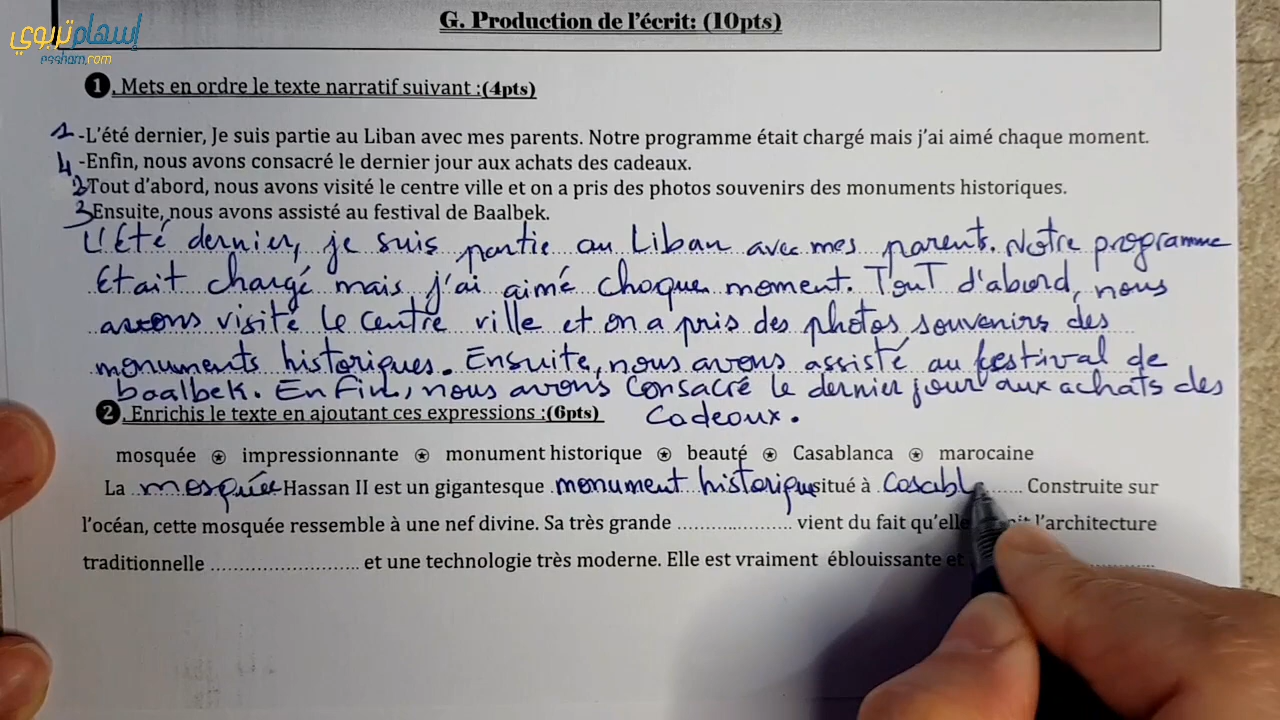 إسهام تربوي
essham.com
G. Production de l'écrit: (10pts)
1. Mets en ordre le texte narratif suivant :(4pts)
1 -L'été dernier, Je suis partie au Liban avec mes parents. Notre programme était chargé mais j'ai aimé chaque moment.
4 -Enfin, nous avons consacré le dernier jour aux achats des cadeaux.
2 Tout d'abord, nous avons visité le centre ville et on a pris des photos souvenirs des monuments historiques.
3 Ensuite, nous avons assisté au festival de Baalbek.
L'été dernier, je suis partie au Liban avec mes parents. Notre programme
était chargé mais j'ai aimé chaque moment. Tout d'abord, nous
avons visité le centre ville et on a pris des photos souvenirs des
monuments historiques. Ensuite, nous avons assisté au festival de
baalbek. Enfin, nous avons consacré le dernier jour aux achats des
cadeaux.
2. Enrichis le texte en ajoutant ces expressions :(6pts)
mosquée ✪ impressionnante ✪ monument historique ✪ beauté ✪ Casablanca ✪ marocaine
La mosquée Hassan II est un gigantesque monument historique situé à Casabl........ Construite sur
l'océan, cette mosquée ressemble à une nef divine. Sa très grande ...................... vient du fait qu'elle l'architecture
traditionnelle ............................ et une technologie très moderne. Elle est vraiment éblouissante et ............